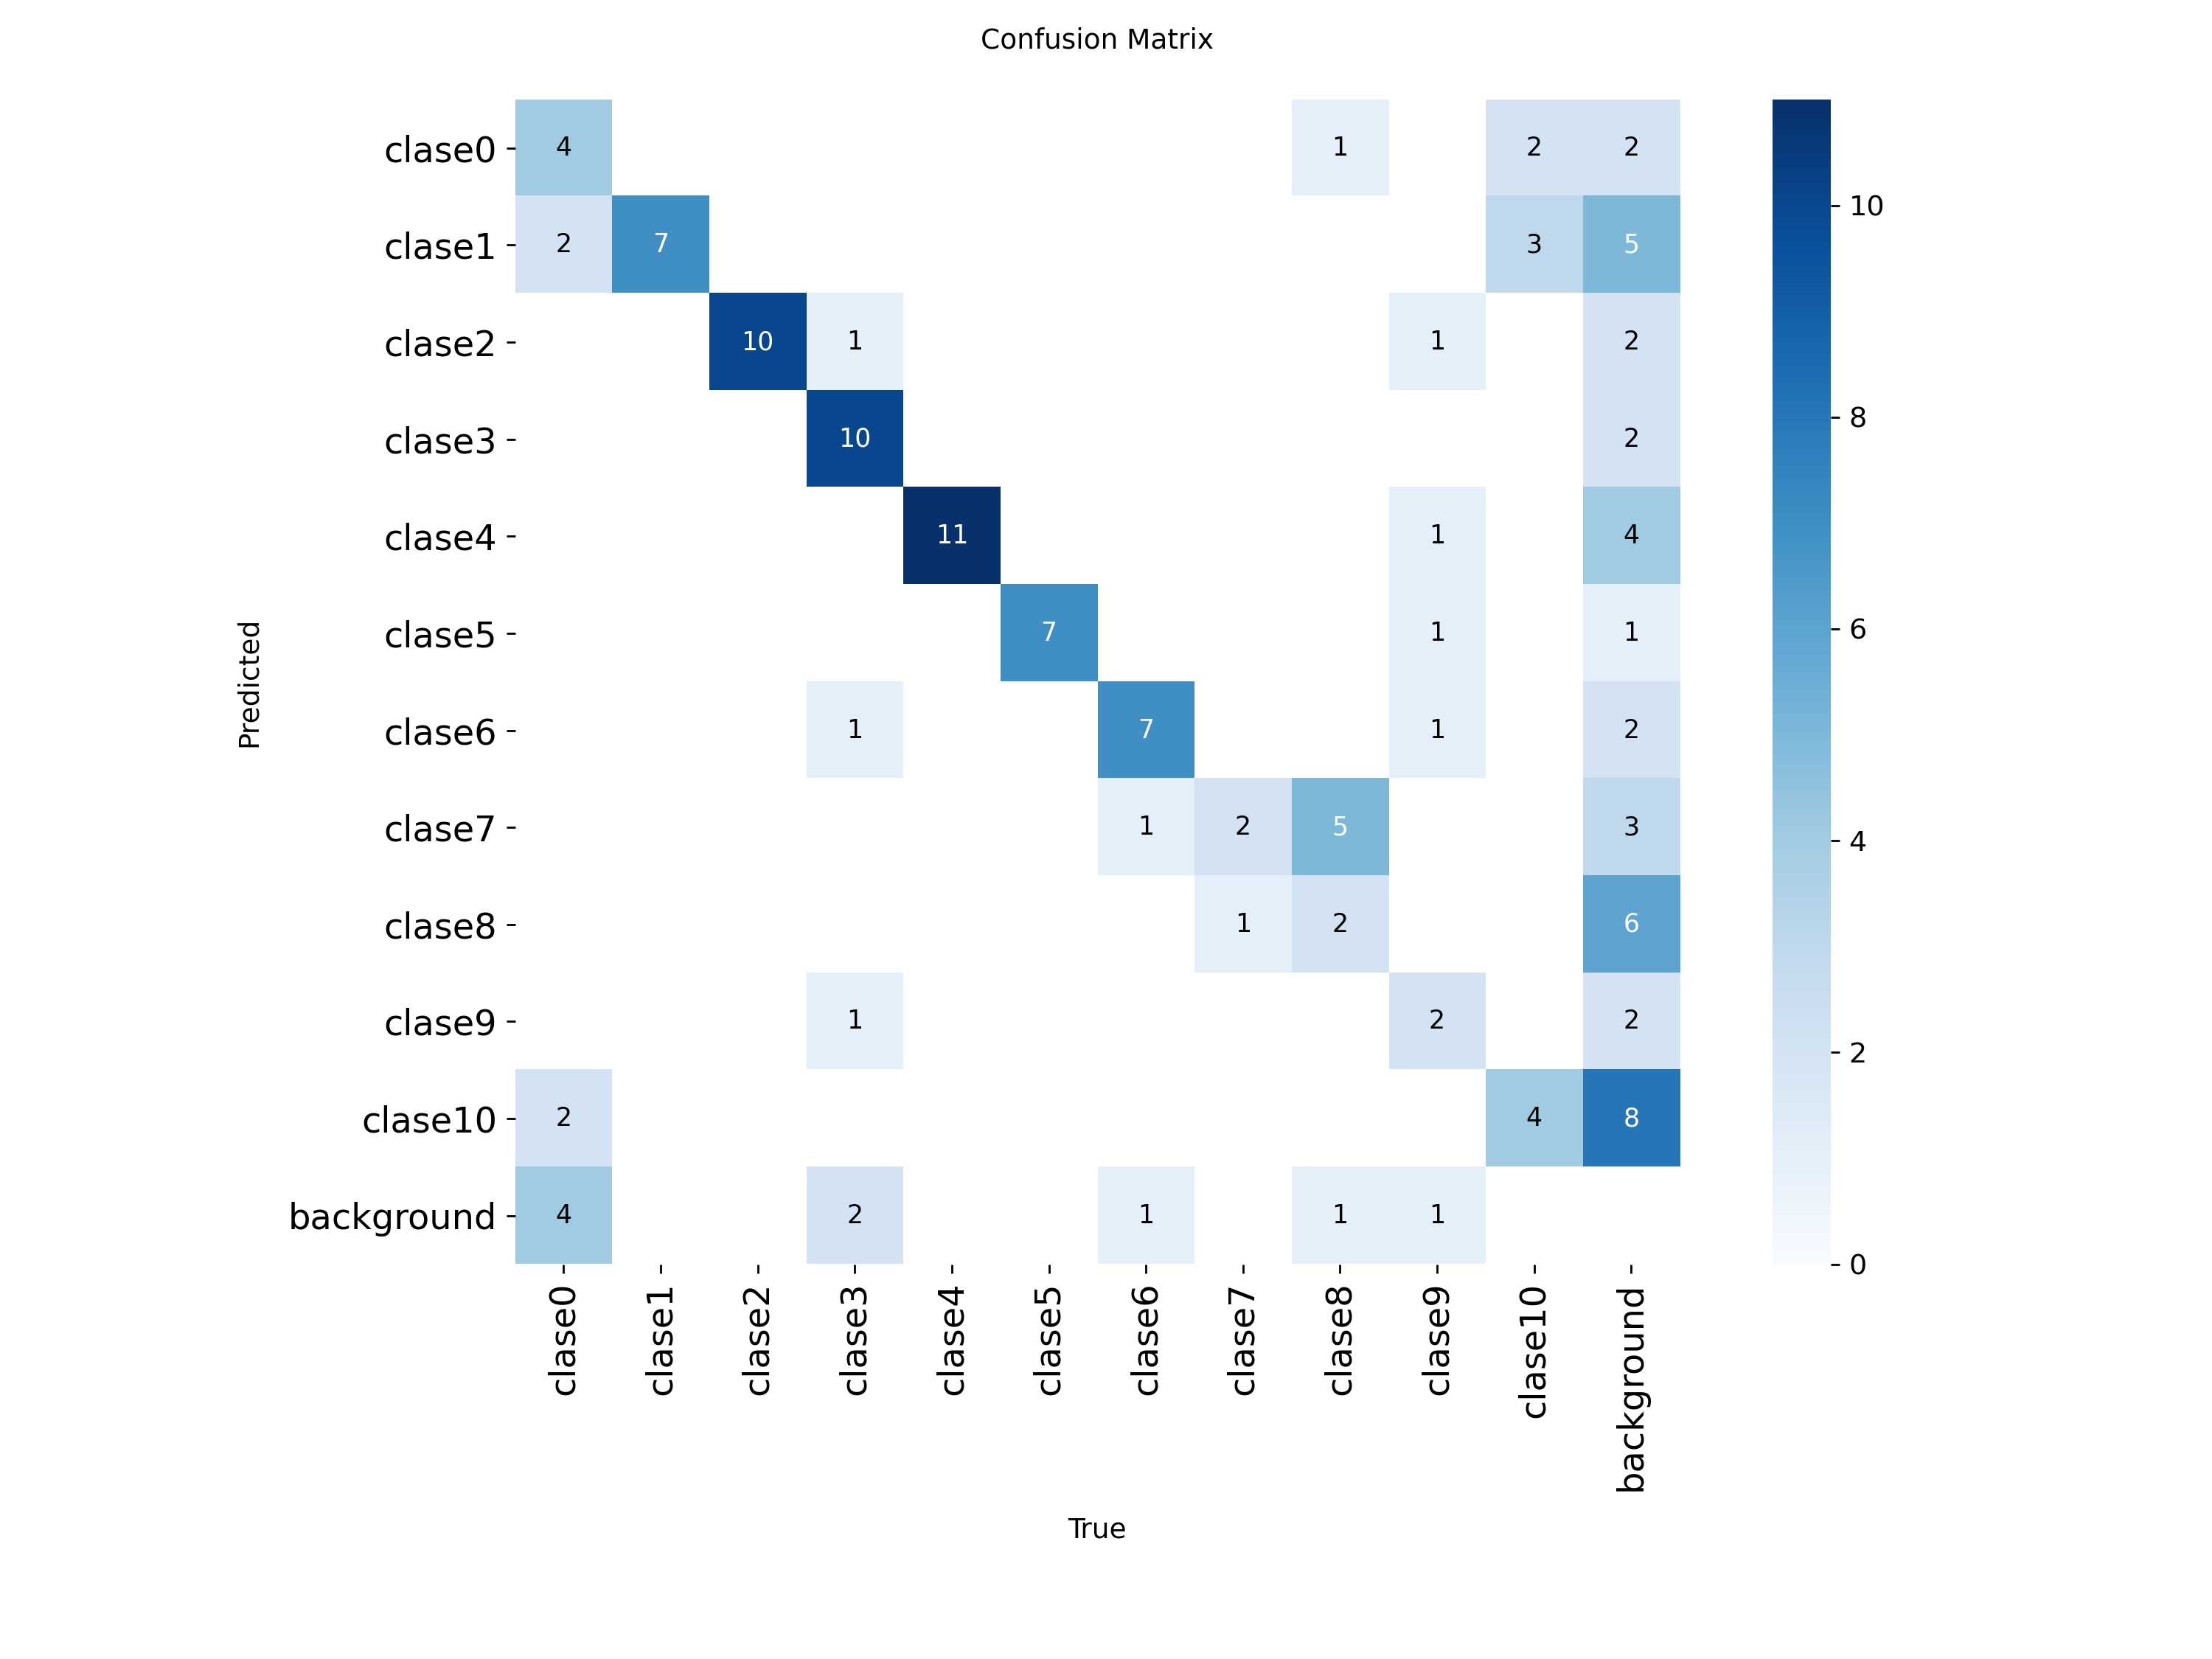 Confusion Matrix
clase0 4 1 2 2
clase1 2 7 3 5
clase2 10 1 1 2
clase3 10 2
clase4 11 1 4
clase5 7 1 1
clase6 1 7 1 2
clase7 1 2 5 3
clase8 1 2 6
clase9 1 2 2
clase10 2 4 8
background 4 2 1 1 1
clase0 clase1 clase2 clase3 clase4 clase5 clase6 clase7 clase8 clase9 clase10 background
True
Predicted
10
8
6
4
2
0